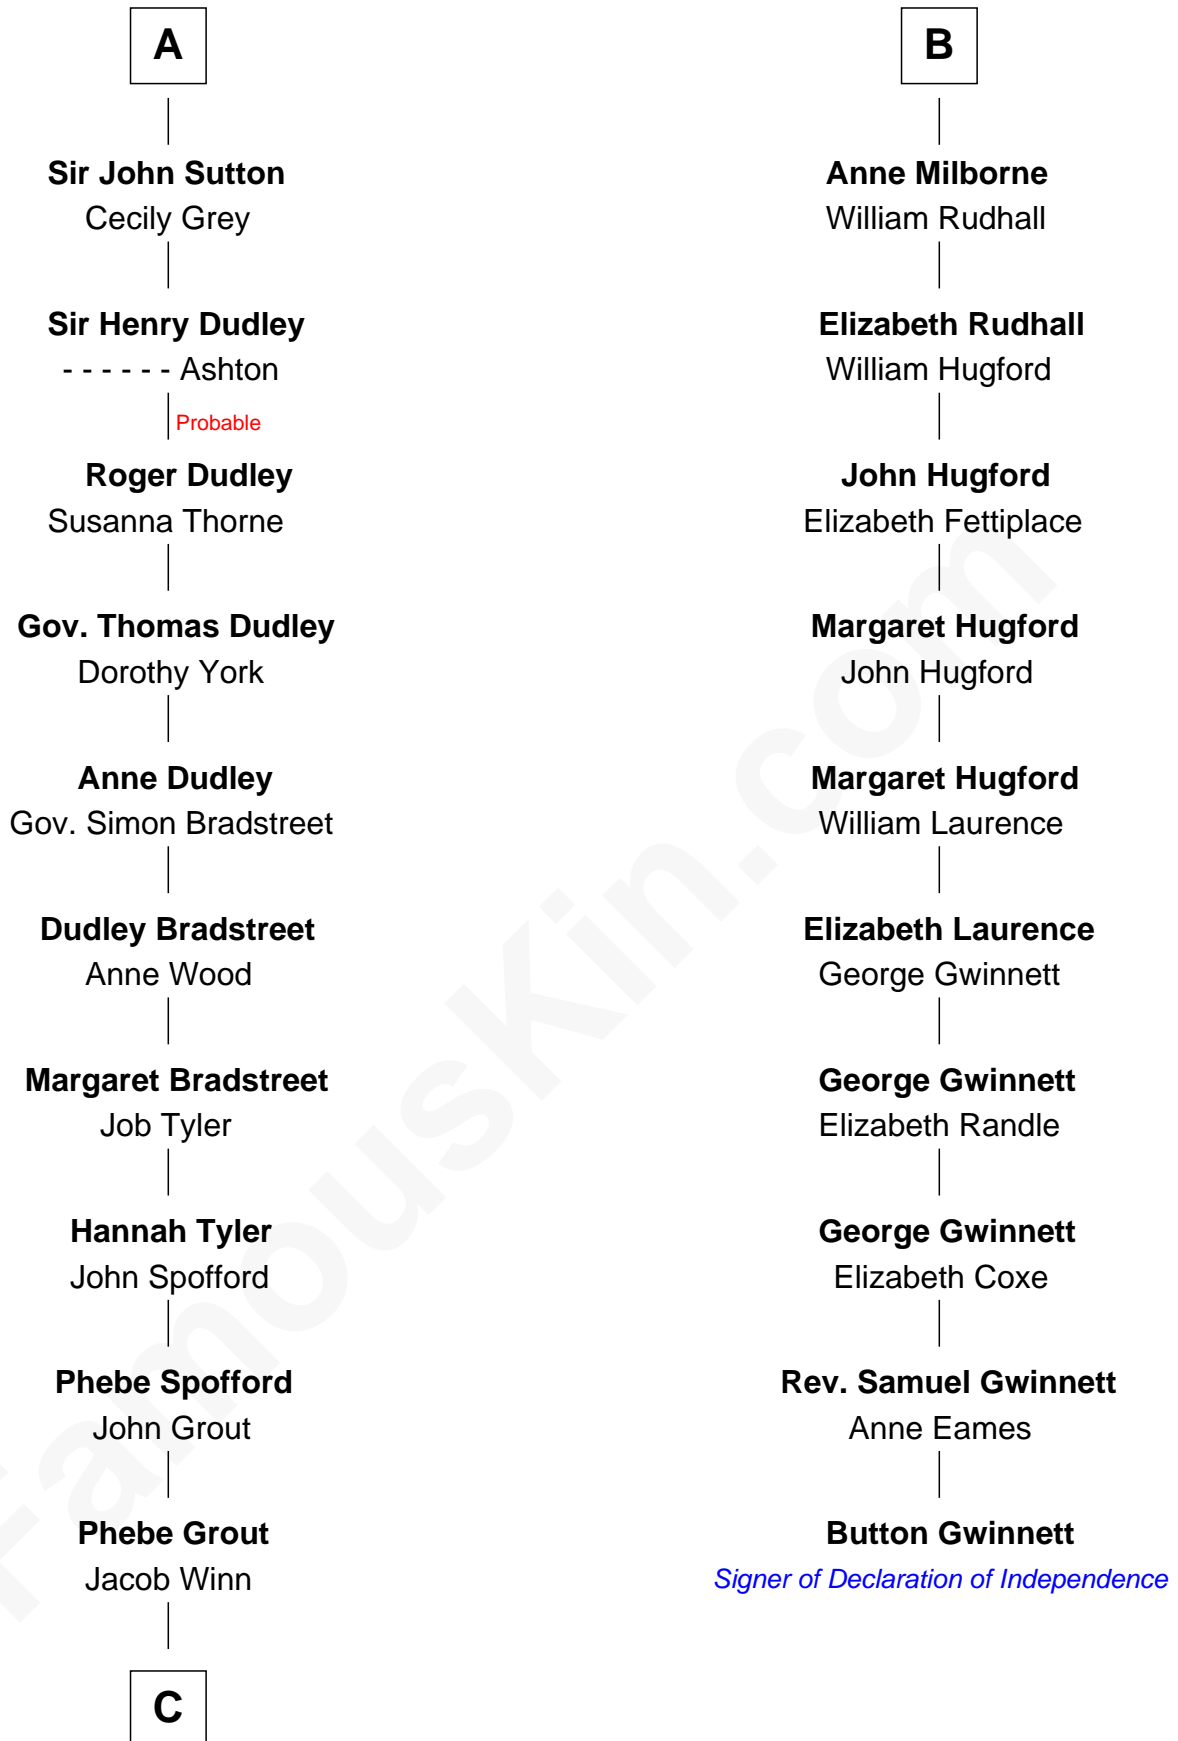 A
Sir John Sutton
Cecily Grey
Sir Henry Dudley
- - - - - - Ashton
Probable
Roger Dudley
Susanna Thorne
Gov. Thomas Dudley
Dorothy York
Anne Dudley
Gov. Simon Bradstreet
Dudley Bradstreet
Anne Wood
Margaret Bradstreet
Job Tyler
Hannah Tyler
John Spofford
Phebe Spofford
John Grout
Phebe Grout
Jacob Winn
C
B
Anne Milborne
William Rudhall
Elizabeth Rudhall
William Hugford
John Hugford
Elizabeth Fettiplace
Margaret Hugford
John Hugford
Margaret Hugford
William Laurence
Elizabeth Laurence
George Gwinnett
George Gwinnett
Elizabeth Randle
George Gwinnett
Elizabeth Coxe
Rev. Samuel Gwinnett
Anne Eames
Button Gwinnett
Signer of Declaration of Independence
FamousKin.com